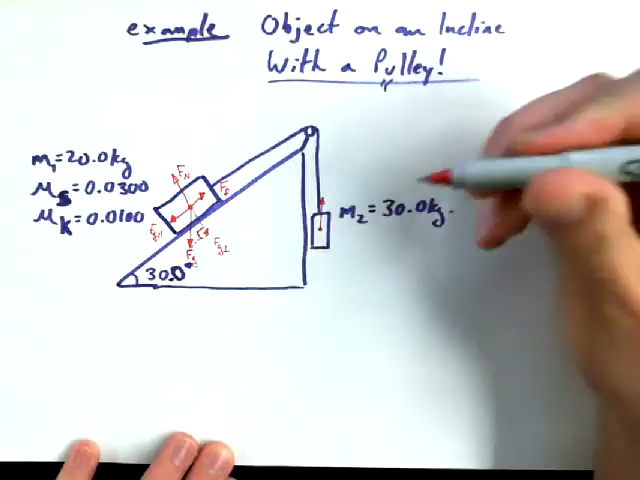 example Object on an Incline
With a Pulley!
m₁=20.0kg
μs=0.0300
μk=0.0100
FN
Fg∥
Fg
Fg⊥
30.0°
m₂=30.0kg.